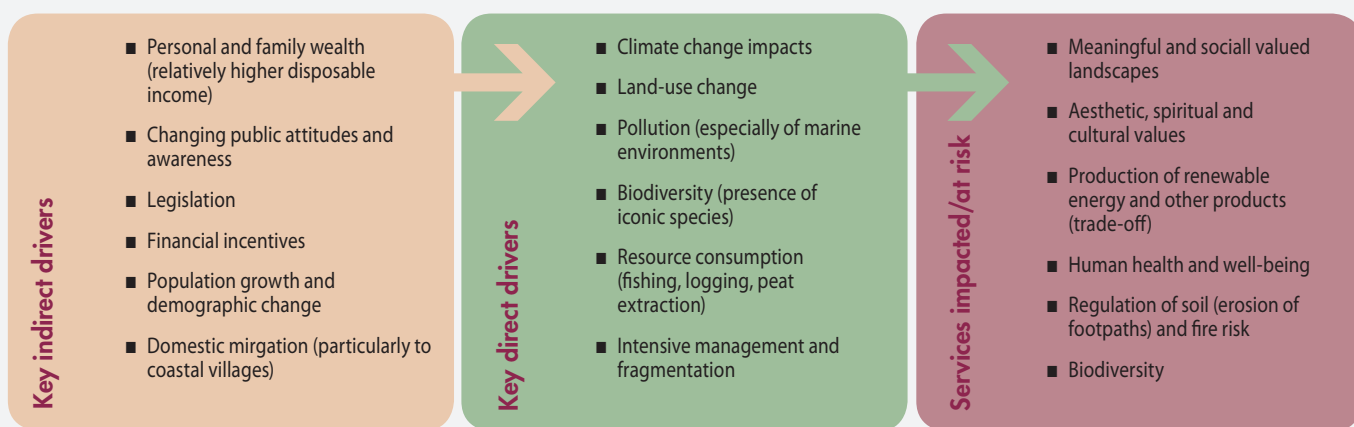 Key indirect drivers
■ Personal and family wealth
(relatively higher disposable
income)
■ Changing public attitudes and
awareness
■ Legislation
■ Financial incentives
■ Population growth and
demographic change
■ Domestic mirgation (particularly to
coastal villages)
Key direct drivers
■ Climate change impacts
■ Land-use change
■ Pollution (especially of marine
environments)
■ Biodiversity (presence of
iconic species)
■ Resource consumption
(fishing, logging, peat
extraction)
■ Intensive management and
fragmentation
Services impacted/at risk
■ Meaningful and sociall valued
landscapes
■ Aesthetic, spiritual and
cultural values
■ Production of renewable
energy and other products
(trade-off)
■ Human health and well-being
■ Regulation of soil (erosion of
footpaths) and fire risk
■ Biodiversity